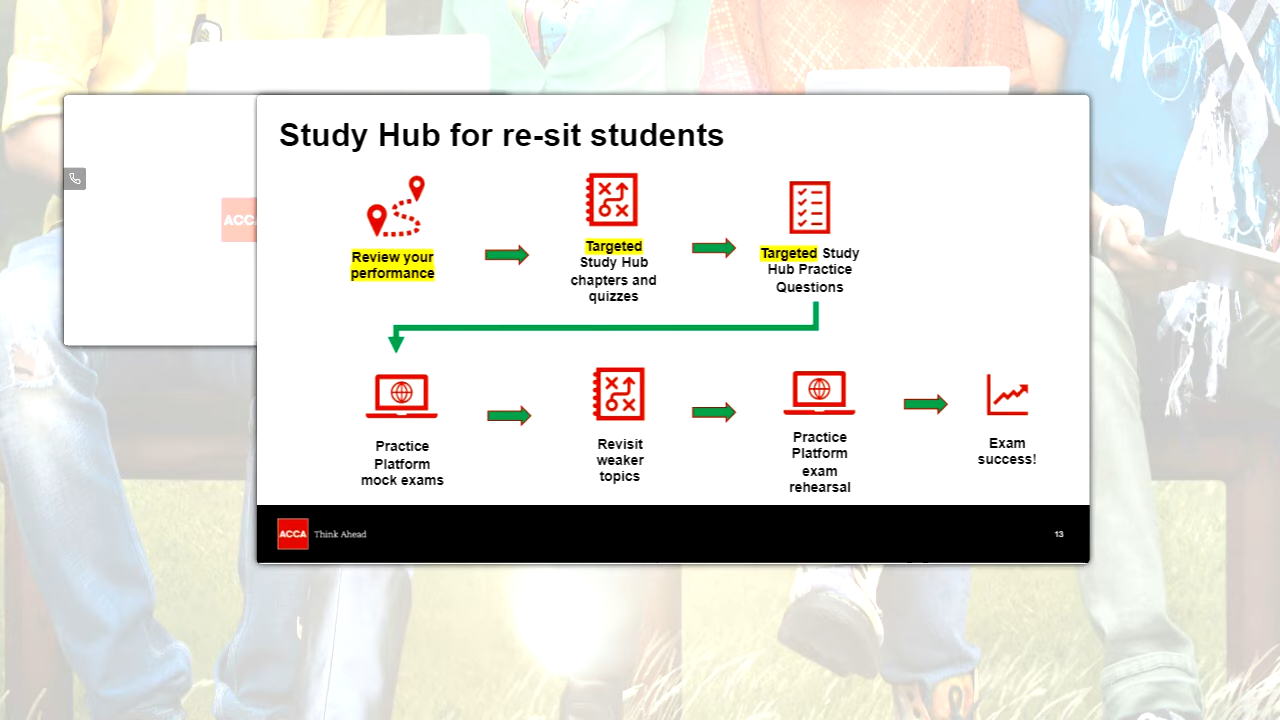 Study Hub for re-sit students
Review your
performance
Targeted
Study Hub
chapters and
quizzes
Targeted Study
Hub Practice
Questions
Practice
Platform
mock exams
Revisit
weaker
topics
Practice
Platform
exam
rehearsal
Exam
success!
ACCA
ACCA Think Ahead
13